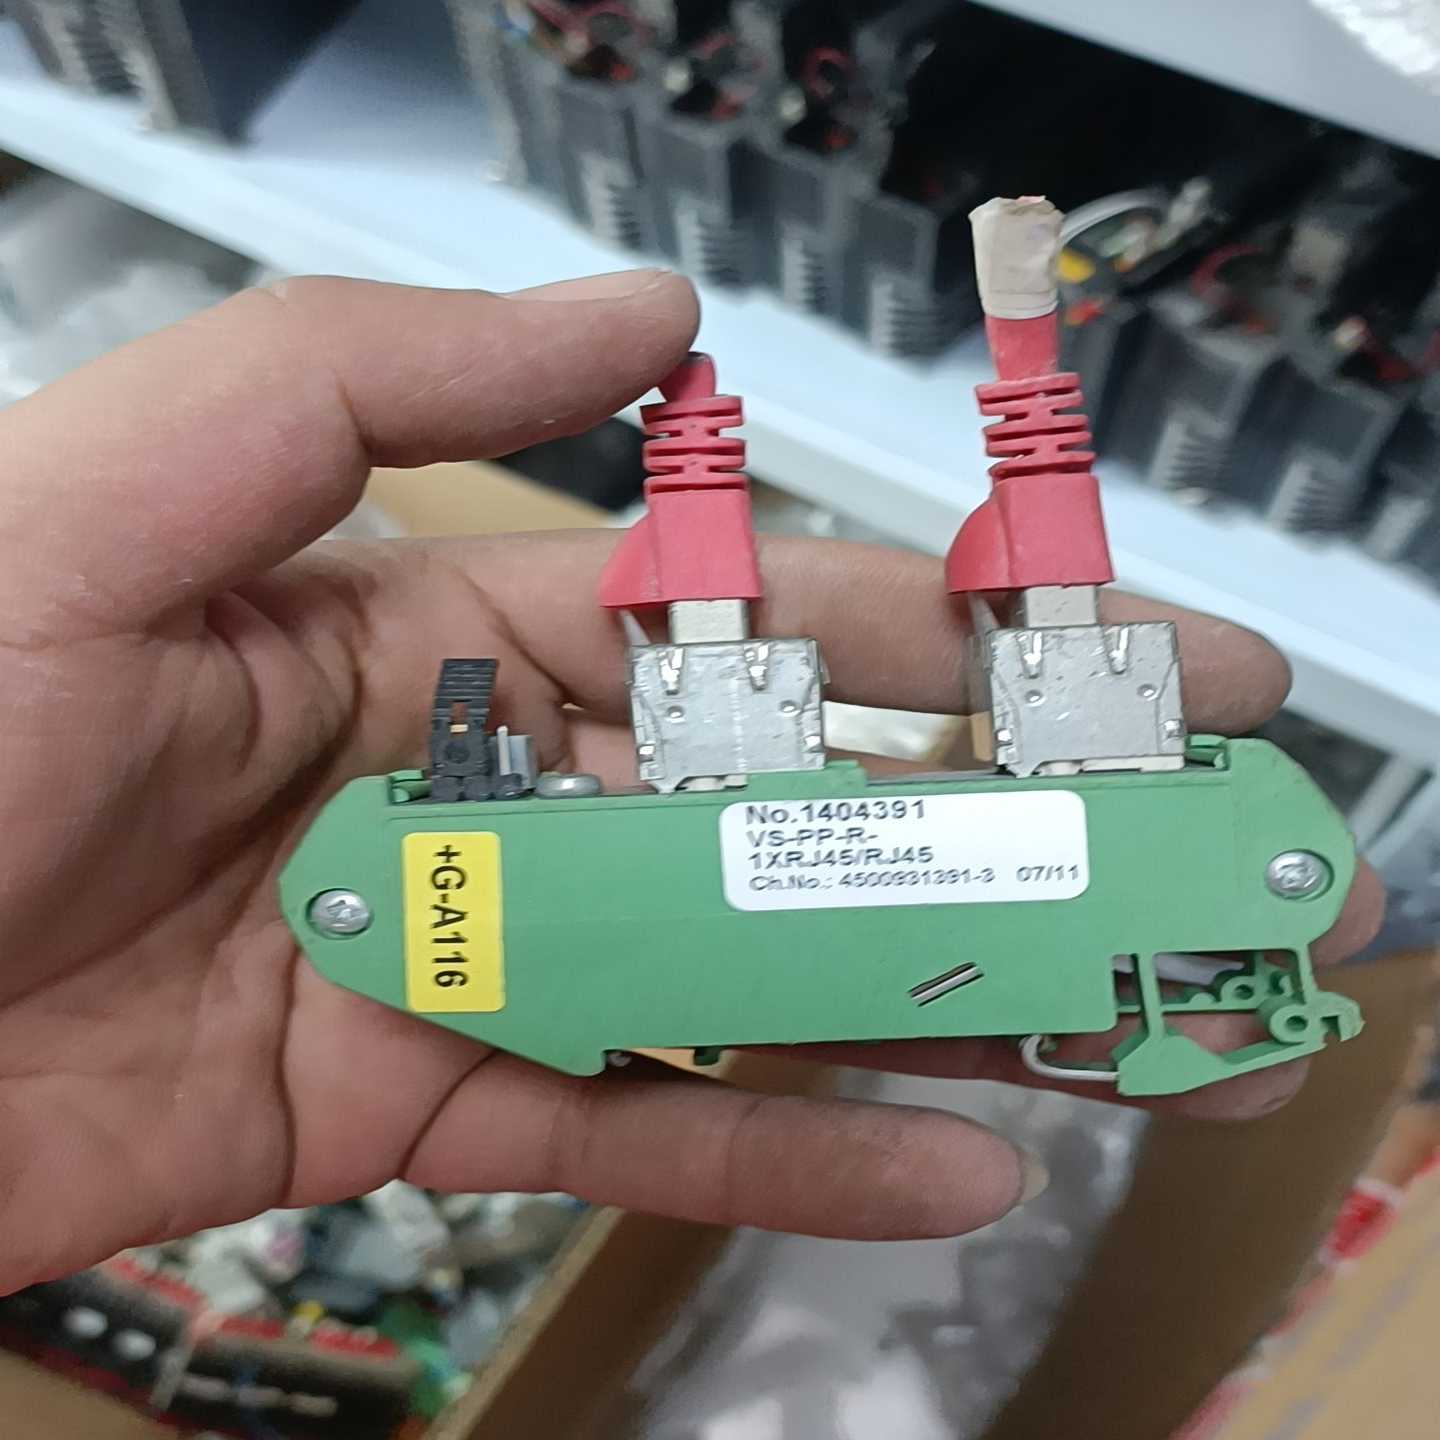 No.1404391
VS-PP-R-
1XRJ45/RJ45
Ch.No.: 4500931391-3 07/11
+G-A116